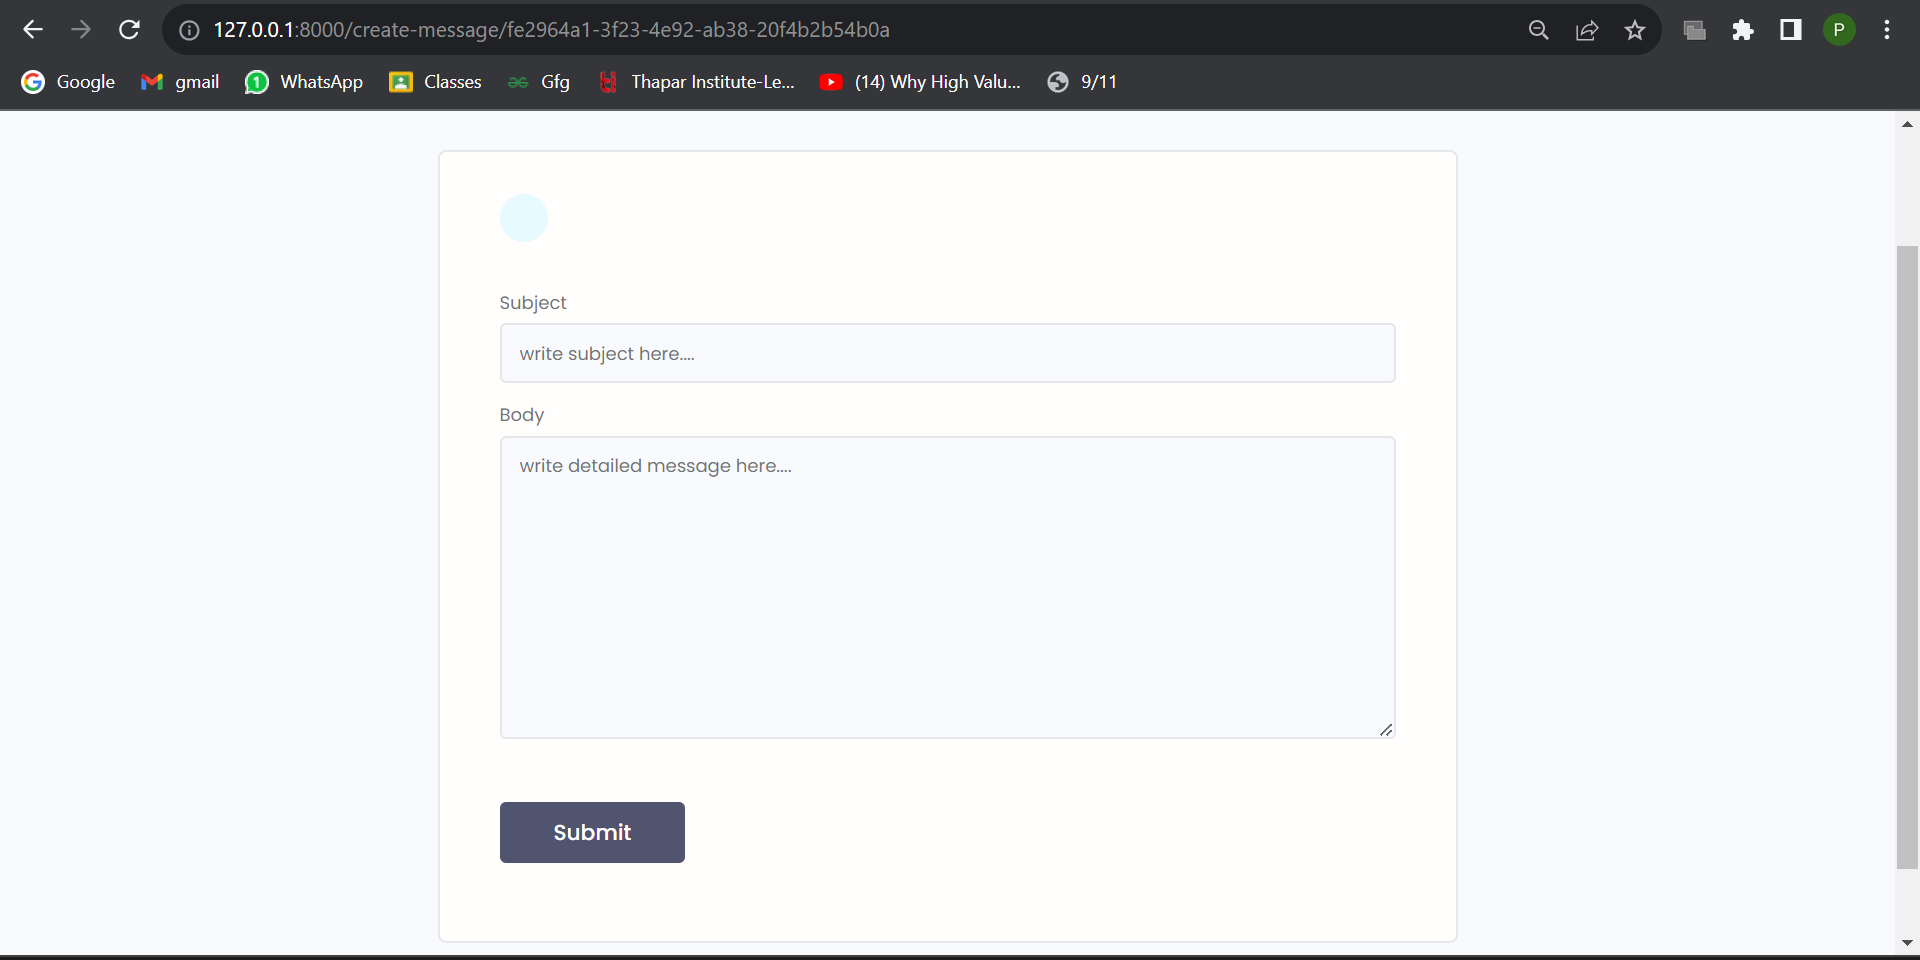 127.0.0.1:8000/create-message/fe2964a1-3f23-4e92-ab38-20f4b2b54b0a
P
Google gmail WhatsApp Classes Gfg Thapar Institute-Le... (14) Why High Valu... 9/11
Subject
write subject here....
Body
write detailed message here....
Submit